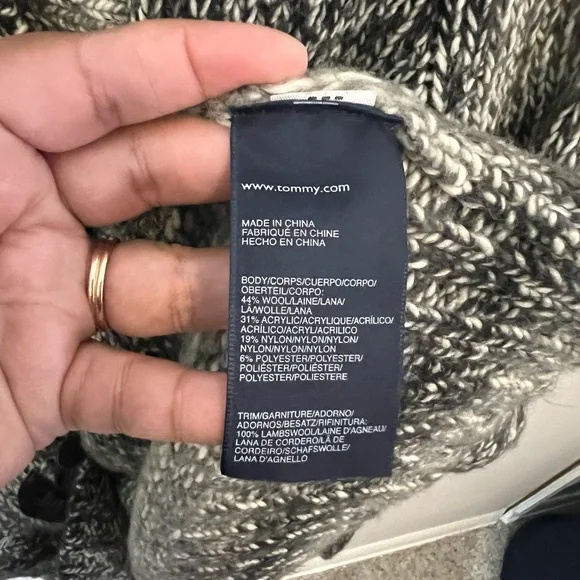 www.tommy.com
MADE IN CHINA
FABRIQUÉ EN CHINE
HECHO EN CHINA
BODY/CORPS/CUERPO/CORPO/
OBERTEIL/CORPO:
44% WOOL/LAINE/LANA/
LÃ/WOLLE/LANA
31% ACRYLIC/ACRYLIQUE/ACRÍLICO/
ACRÍLICO/ACRYL/ACRILICO
19% NYLON/NYLON/NYLON/
NYLON/NYLON/NYLON
6% POLYESTER/POLYESTER/
POLIÉSTER/POLIÉSTER/
POLYESTER/POLIESTERE
TRIM/GARNITURE/ADORNO/
ADORNOS/BESATZ/RIFINITURA:
100% LAMBSWOOL/LAINE D'AGNEAU/
LANA DE CORDERO/LÃ DE
CORDEIRO/SCHAFSWOLLE/
LANA D'AGNELLO